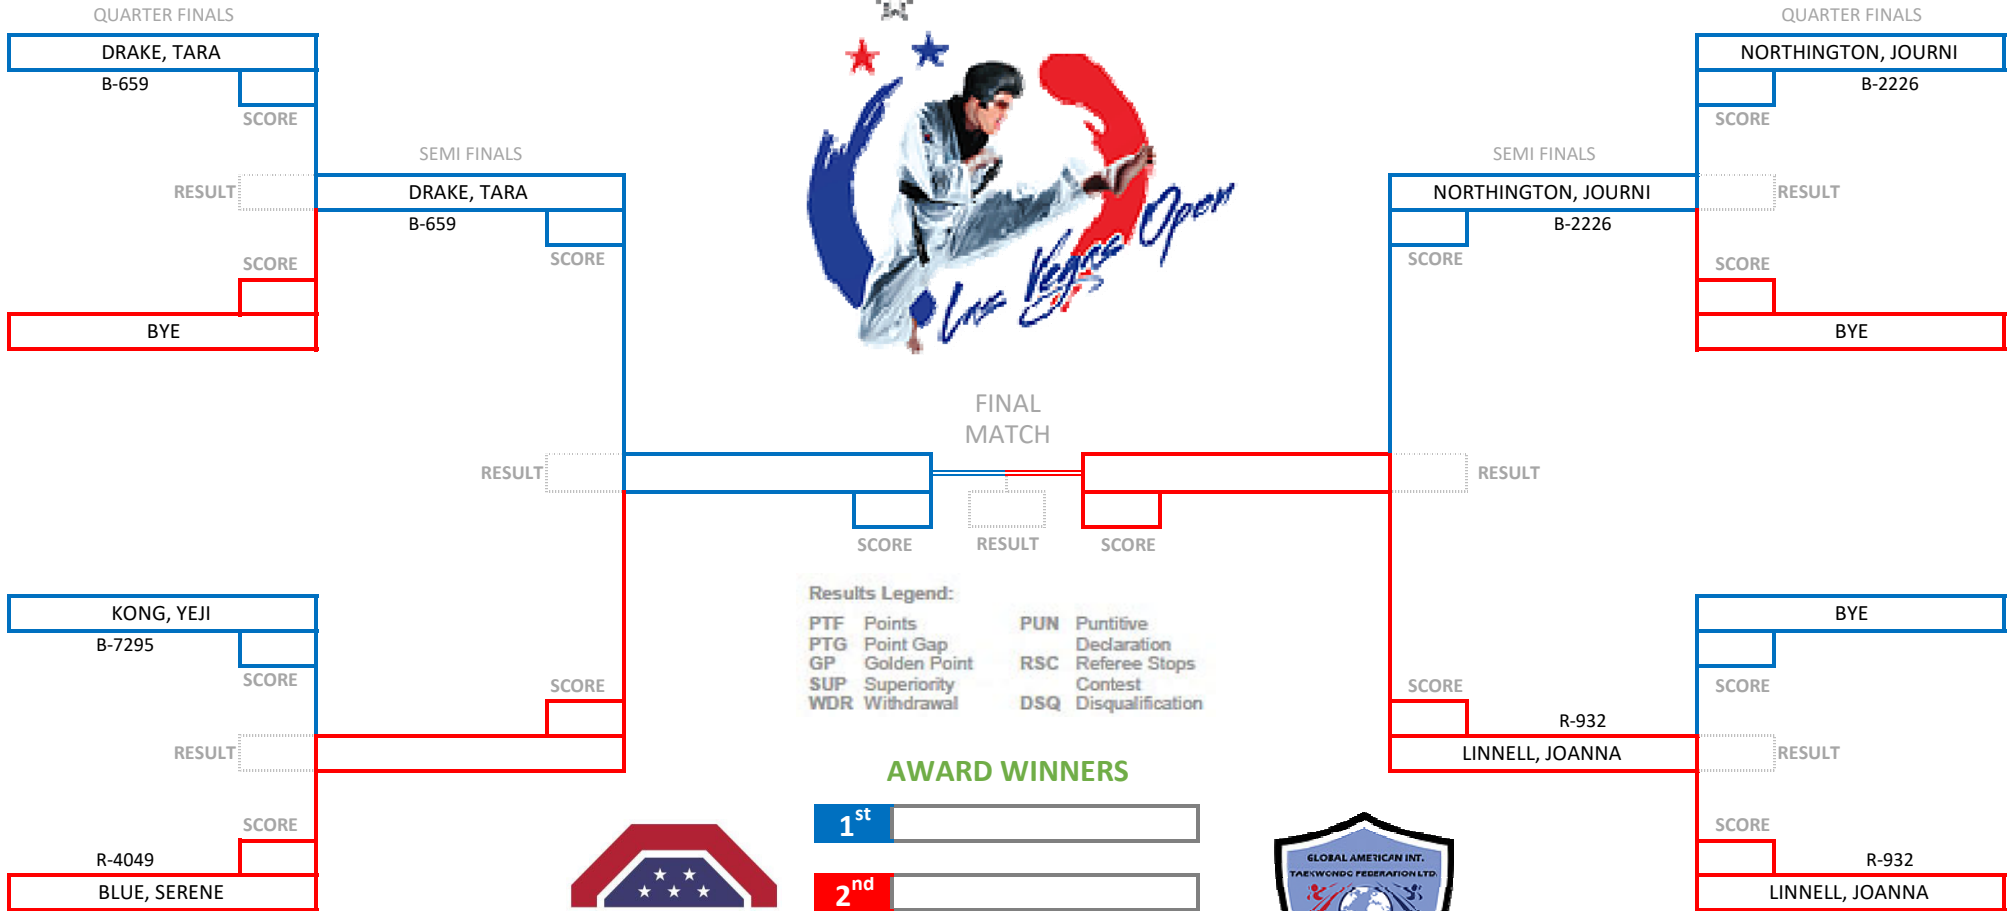 QUARTER FINALS
DRAKE, TARA
B-659
SCORE
RESULT
SCORE
BYE
SEMI FINALS
DRAKE, TARA
B-659
SCORE
KONG, YEJI
B-7295
SCORE
RESULT
SCORE
R-4049
BLUE, SERENE
SCORE
RESULT
Las Vegas Open
FINAL
MATCH
SCORE
RESULT
SCORE
Results Legend:
PTF Points
PTG Point Gap
GP Golden Point
SUP Superiority
WDR Withdrawal
PUN Puntitive
Declaration
RSC Referee Stops
Contest
DSQ Disqualification
AWARD WINNERS
1st
2nd
GLOBAL AMERICAN INT.
TAEKWONDO FEDERATION LTD.
SEMI FINALS
NORTHINGTON, JOURNI
B-2226
SCORE
RESULT
SCORE
R-932
LINNELL, JOANNA
QUARTER FINALS
NORTHINGTON, JOURNI
B-2226
SCORE
RESULT
SCORE
BYE
BYE
SCORE
RESULT
SCORE
R-932
LINNELL, JOANNA